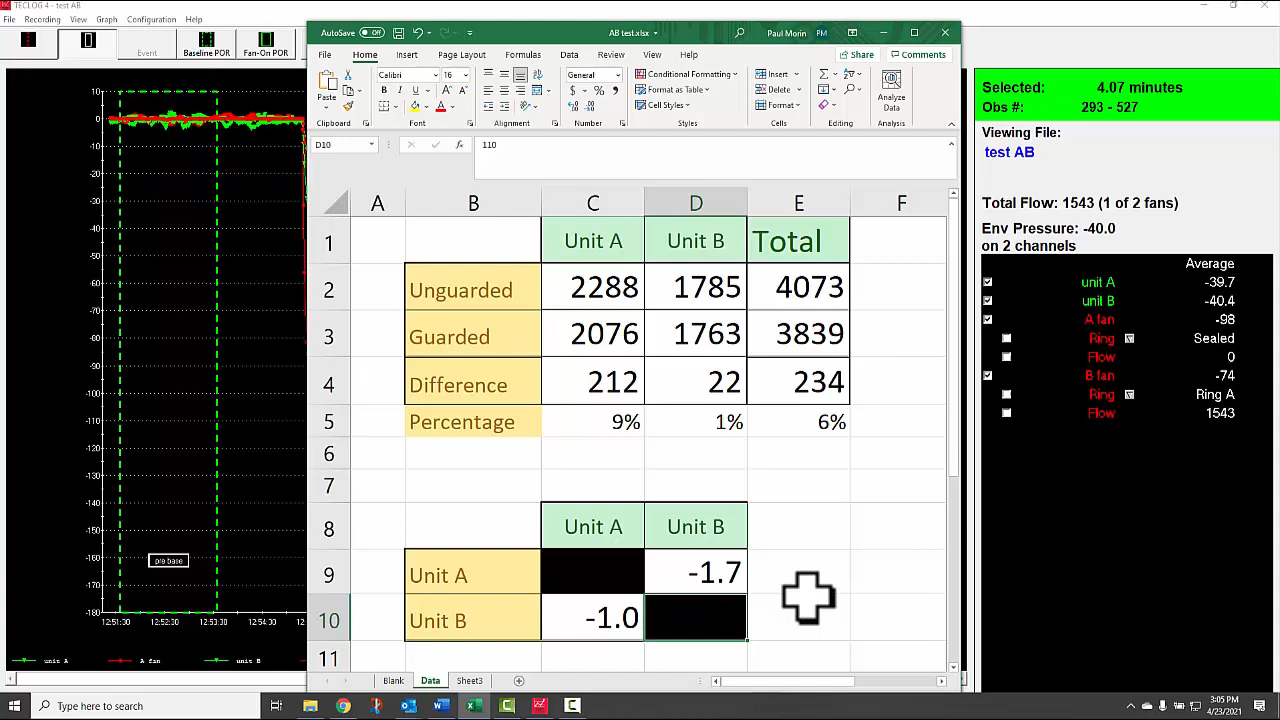 TECLOG 4 - test AB
File Recording View Graph Configuration Help
Event Baseline POR Fan-On POR
10
0
-10
-20
-30
-40
-50
-60
-70
-80
-90
-100
-110
-120
-130
-140
-150
-160
-170
-180
pre base
12:51:30 12:52:30 12:53:30 12:54:30
unit A A fan unit B
AutoSave Off AB test.xlsx Paul Morin PM
File Home Insert Page Layout Formulas Data Review View Help Share Comments
Paste Calibri 16 General Conditional Formatting Insert
B I U $ % Format as Table Delete Analyze
Cell Styles Format Data
Clipboard Font Alignment Number Styles Cells Editing Analysis
D10 fx 110
A B C D E F
1 Unit A Unit B Total
2 Unguarded 2288 1785 4073
3 Guarded 2076 1763 3839
4 Difference 212 22 234
5 Percentage 9% 1% 6%
6
7
8 Unit A Unit B
9 Unit A -1.7
10 Unit B -1.0
11
Blank Data Sheet3
Selected: 4.07 minutes
Obs #: 293 - 527
Viewing File:
test AB
Total Flow: 1543 (1 of 2 fans)
Env Pressure: -40.0
on 2 channels
Average
unit A -39.7
unit B -40.4
A fan -98
Ring Sealed
Flow 0
B fan -74
Ring Ring A
Flow 1543
Type here to search
3:05 PM
4/23/2021